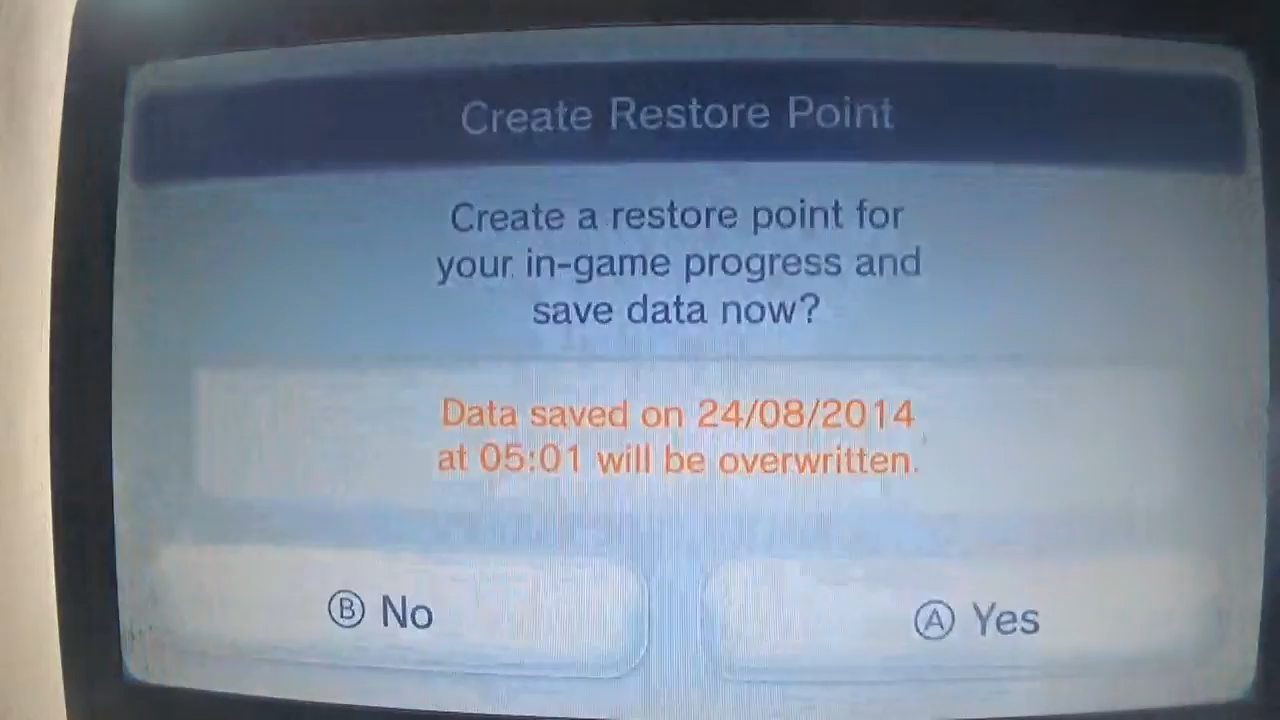 Create Restore Point
Create a restore point for
your in-game progress and
save data now?
Data saved on 24/08/2014
at 05:01 will be overwritten.
Ⓑ No
Ⓐ Yes